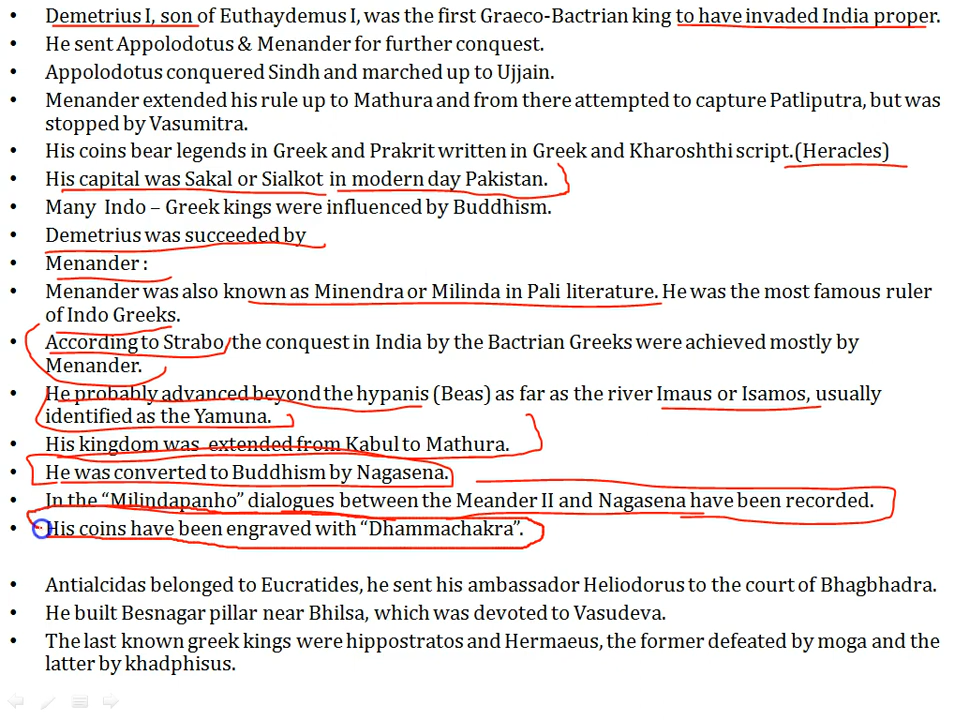 • Demetrius I, son of Euthaydemus I, was the first Graeco-Bactrian king to have invaded India proper.
• He sent Appolodotus & Menander for further conquest.
• Appolodotus conquered Sindh and marched up to Ujjain.
• Menander extended his rule up to Mathura and from there attempted to capture Patliputra, but was
stopped by Vasumitra.
• His coins bear legends in Greek and Prakrit written in Greek and Kharoshthi script.(Heracles)
• His capital was Sakal or Sialkot in modern day Pakistan.
• Many Indo – Greek kings were influenced by Buddhism.
• Demetrius was succeeded by
• Menander :
• Menander was also known as Minendra or Milinda in Pali literature. He was the most famous ruler
of Indo Greeks.
• According to Strabo, the conquest in India by the Bactrian Greeks were achieved mostly by
Menander.
• He probably advanced beyond the hypanis (Beas) as far as the river Imaus or Isamos, usually
identified as the Yamuna.
• His kingdom was extended from Kabul to Mathura.
• He was converted to Buddhism by Nagasena.
• In the “Milindapanho” dialogues between the Meander II and Nagasena have been recorded.
• His coins have been engraved with “Dhammachakra”.
• Antialcidas belonged to Eucratides, he sent his ambassador Heliodorus to the court of Bhagbhadra.
• He built Besnagar pillar near Bhilsa, which was devoted to Vasudeva.
• The last known greek kings were hippostratos and Hermaeus, the former defeated by moga and the
latter by khadphisus.